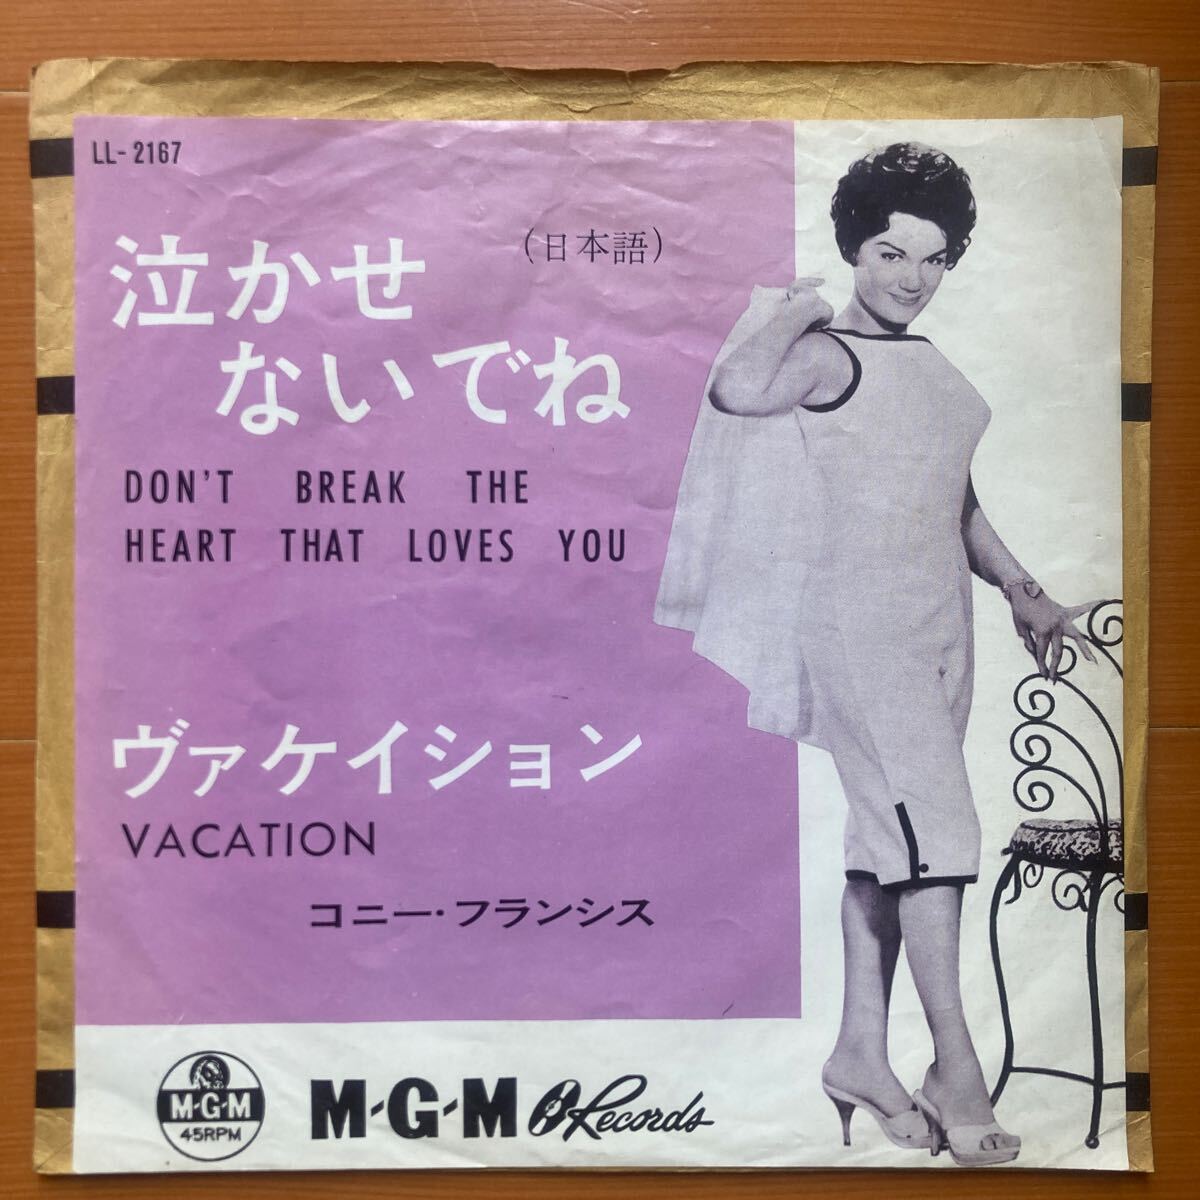 LL-2167
(日本語)
泣かせ
ないでね
DON'T BREAK THE
HEART THAT LOVES YOU
ヴァケイション
VACATION
コニー・フランシス
M-G-M
45RPM
M-G-M Records